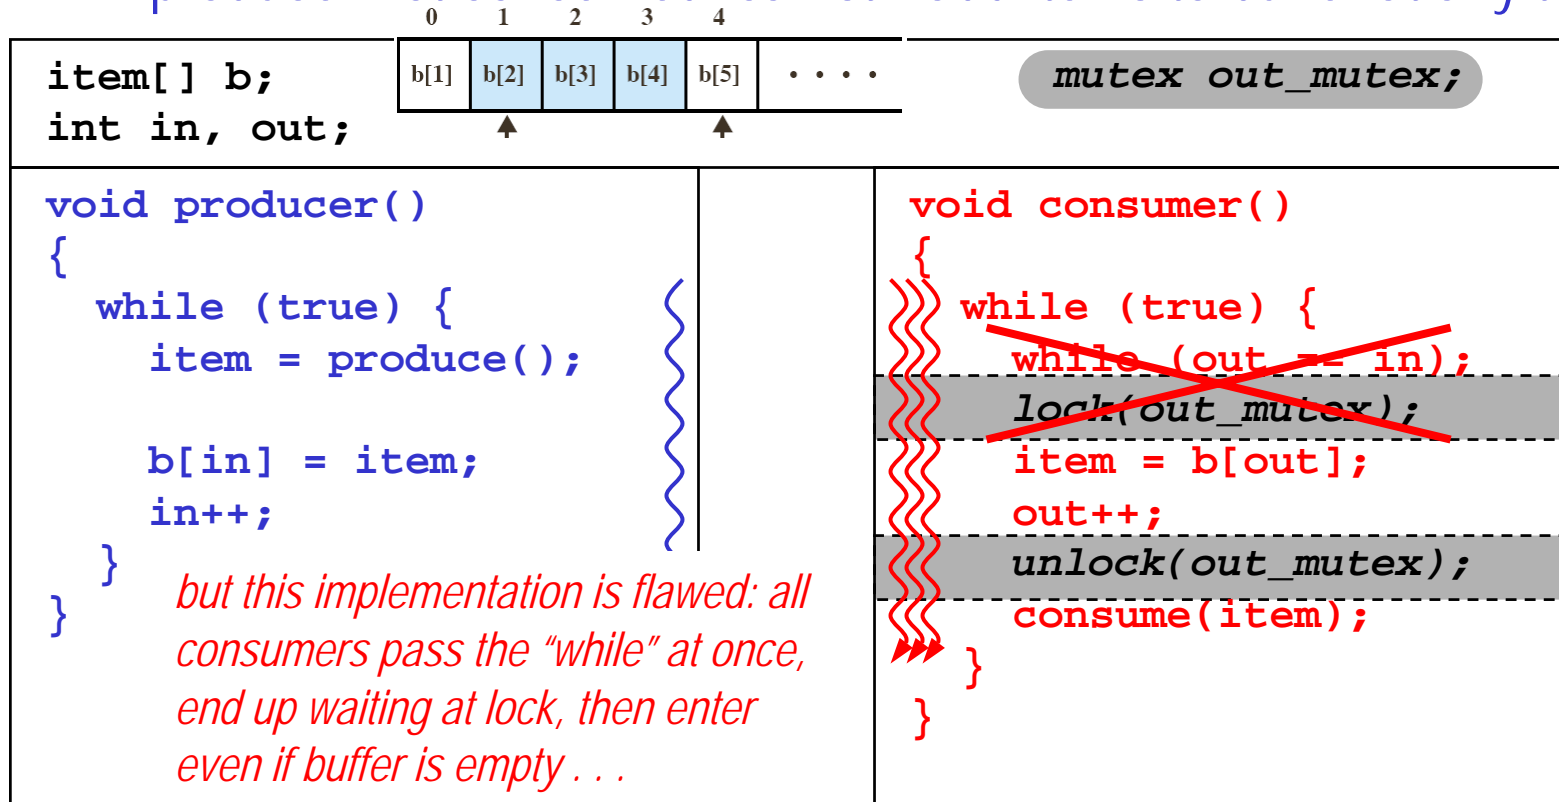 0 1 2 3 4
item[] b;
int in, out;
b[1] b[2] b[3] b[4] b[5] . . . .
mutex out_mutex;
void producer()
{
while (true) {
item = produce();
b[in] = item;
in++;
}
}
but this implementation is flawed: all
consumers pass the “while” at once,
end up waiting at lock, then enter
even if buffer is empty . . .
void consumer()
{
while (true) {
while (out == in);
lock(out_mutex);
item = b[out];
out++;
unlock(out_mutex);
consume(item);
}
}